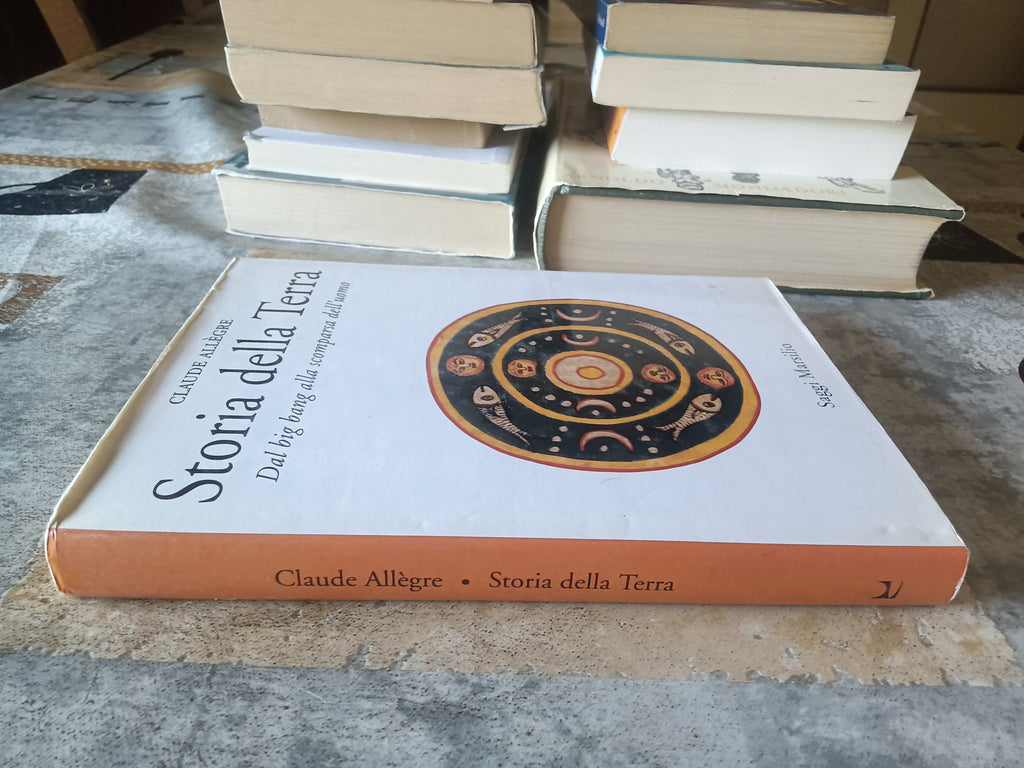 CLAUDE ALLÈGRE
Storia della Terra
Dal big bang alla scomparsa dell'uomo
Saggi Marsilio
Claude Allègre • Storia della Terra
ARNOLDO MONDADORI